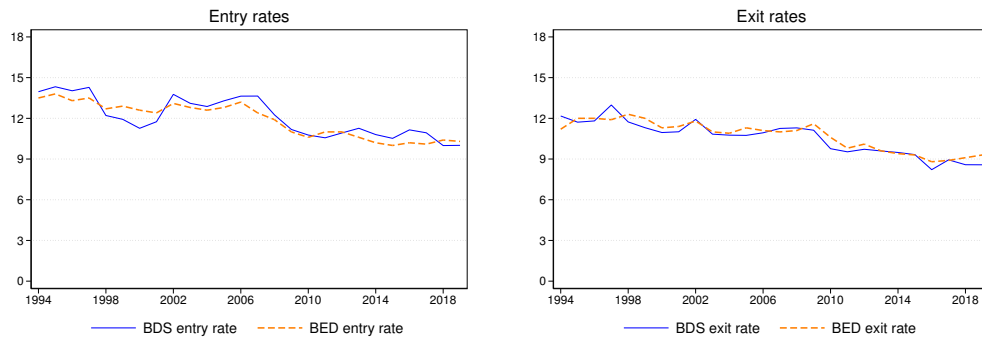 Entry rates
18
15
12
9
6
3
0
1994 1998 2002 2006 2010 2014 2018
BDS entry rate BED entry rate
Exit rates
18
15
12
9
6
3
0
1994 1998 2002 2006 2010 2014 2018
BDS exit rate BED exit rate